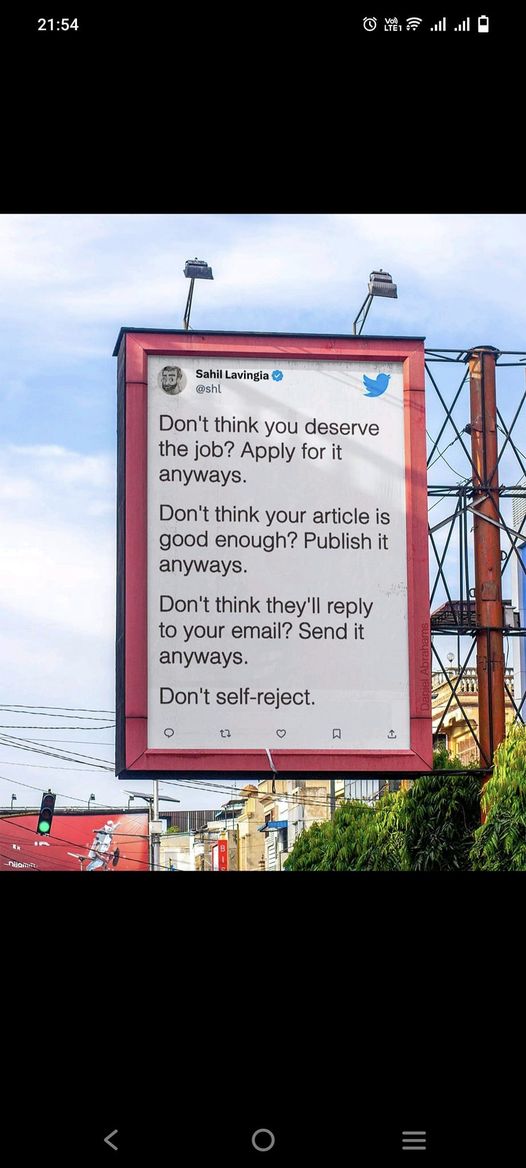 21:54
Vo)
LTE1
Sahil Lavingia
@shl
Don't think you deserve
the job? Apply for it
anyways.
Don't think your article is
good enough? Publish it
anyways.
Don't think they'll reply
to your email? Send it
anyways.
Don't self-reject.
Daniel Abrahams